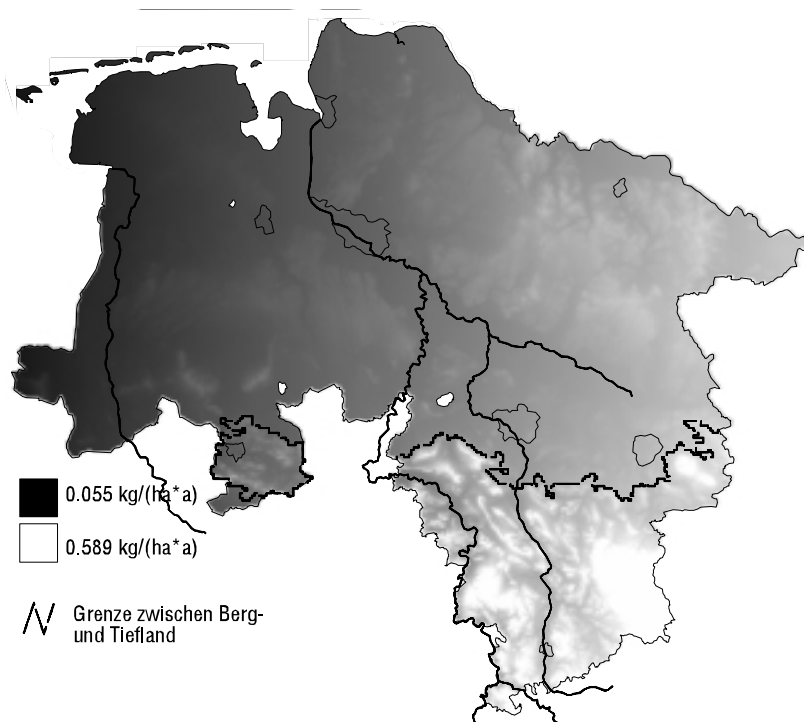 0.055 kg/(ha*a)
0.589 kg/(ha*a)
Grenze zwischen Berg-
und Tiefland